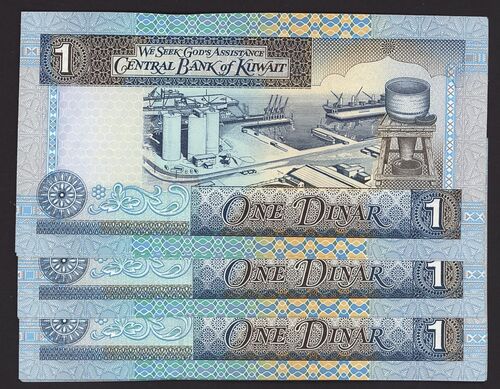 1
We Seek God's Assistance
Central Bank of Kuwait
One Dinar 1
One Dinar 1
One Dinar 1